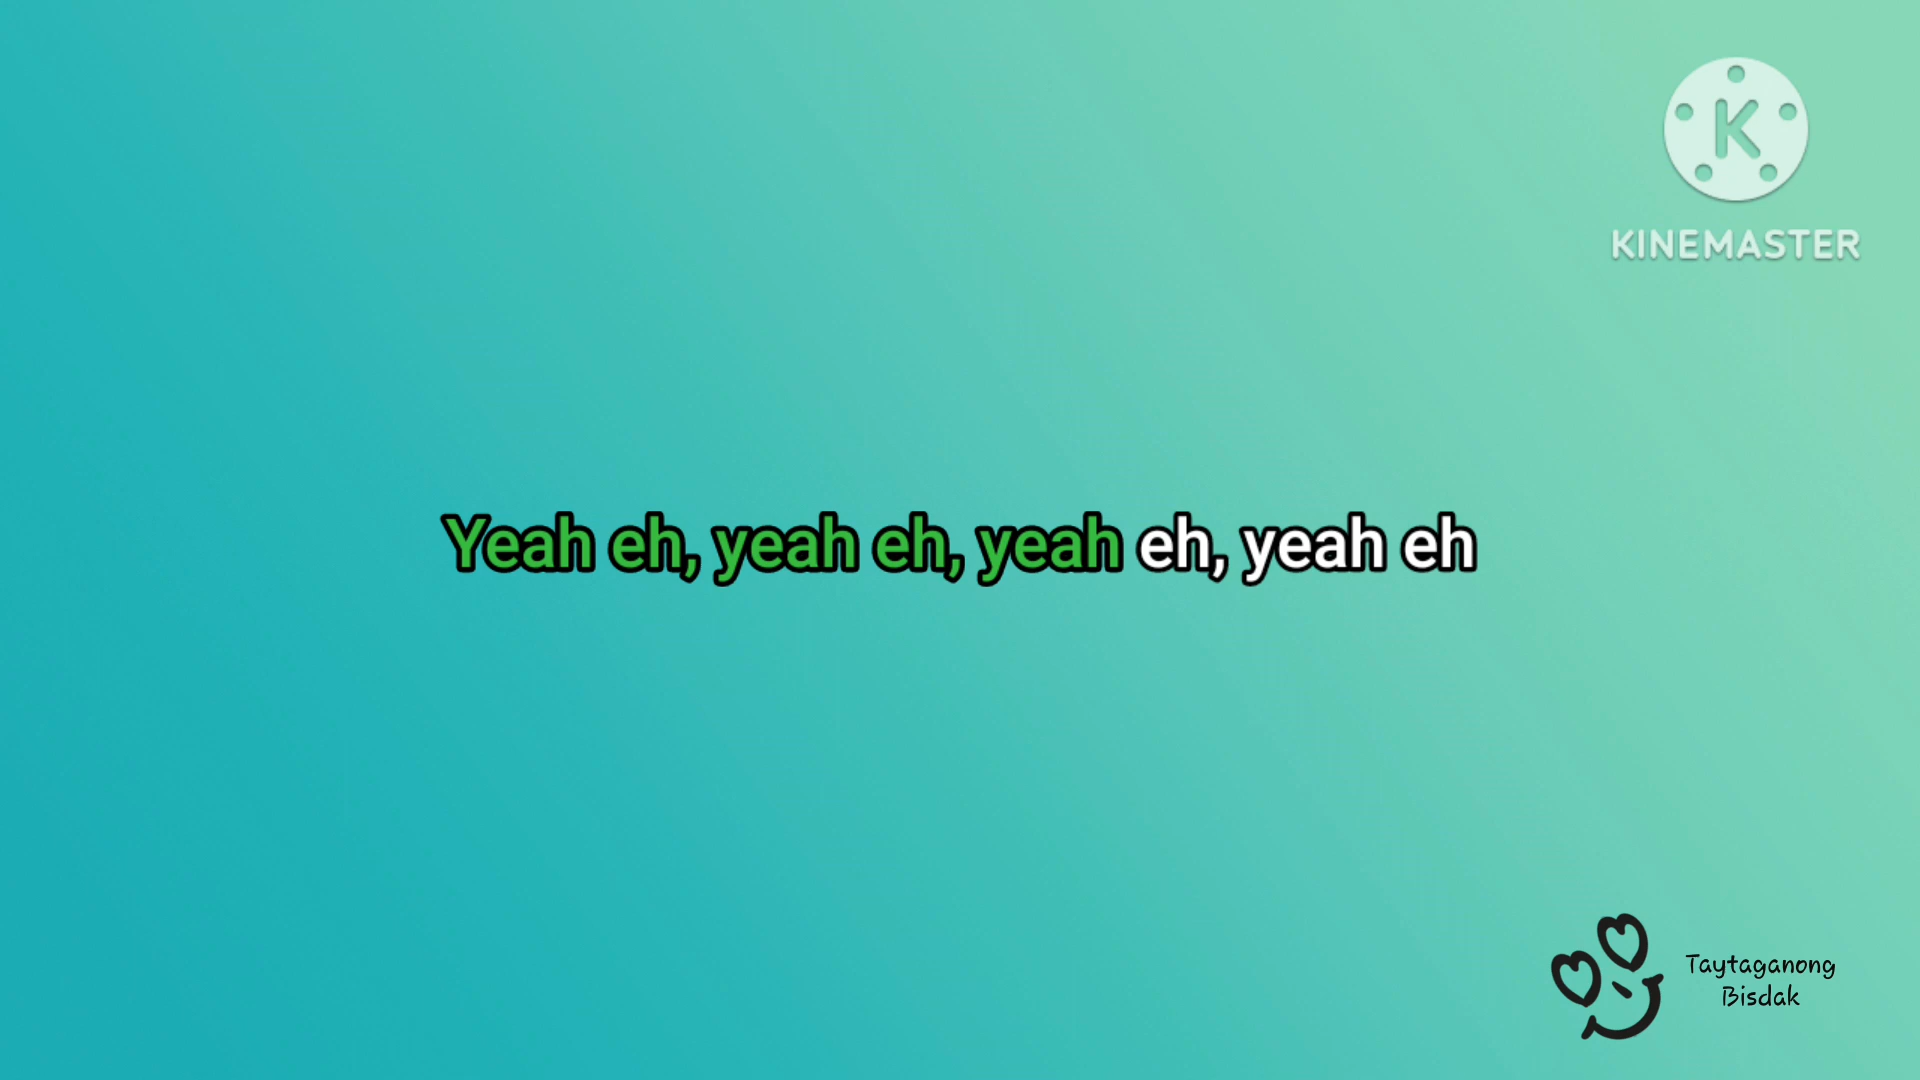 K
KINEMASTER
Yeah eh, yeah eh, yeah eh, yeah eh
Taytaganong
Bisdak